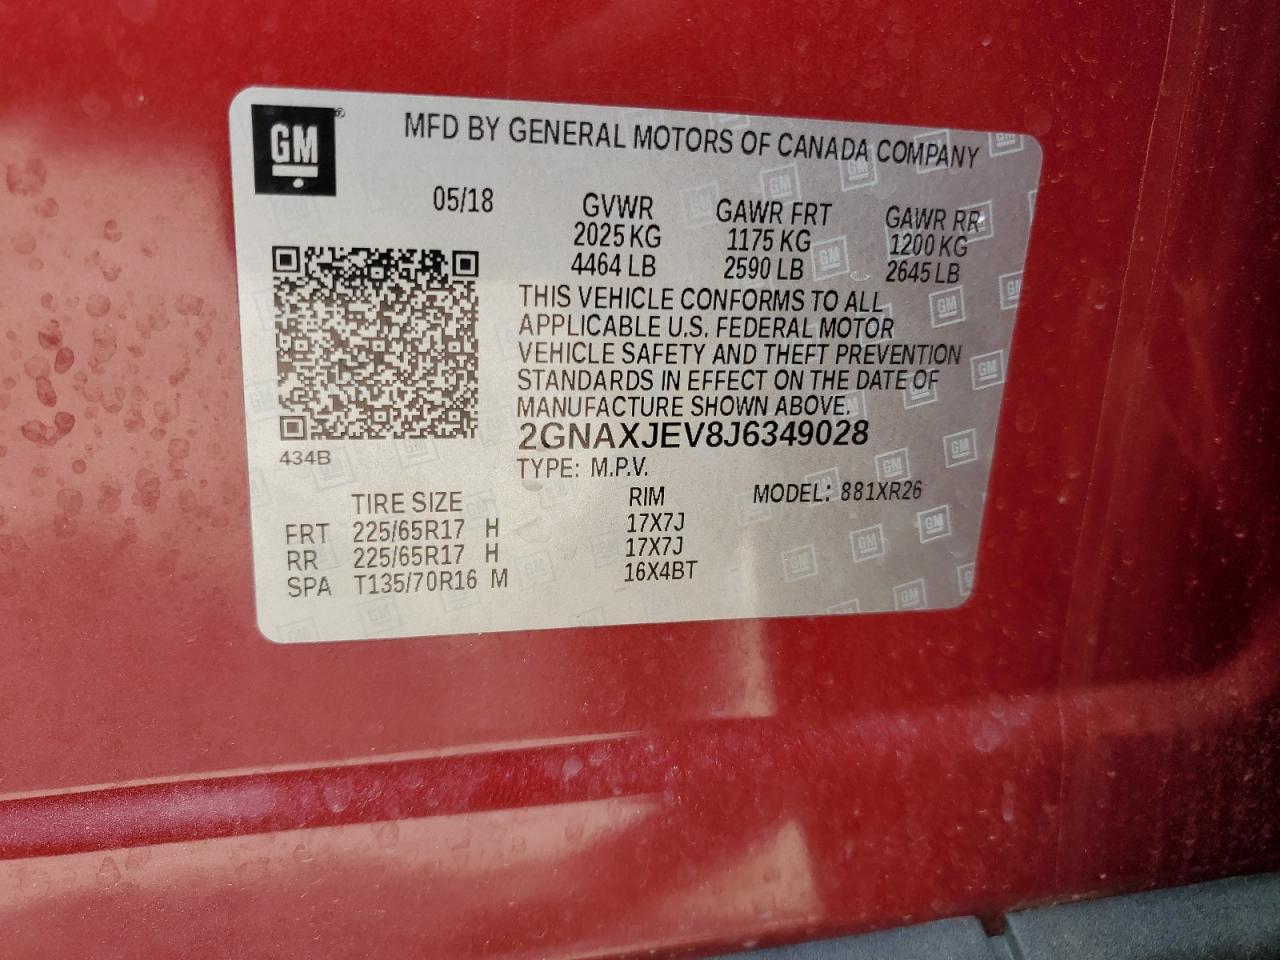 GM
MFD BY GENERAL MOTORS OF CANADA COMPANY
05/18 GVWR GAWR FRT GAWR RR
2025 KG 1175 KG 1200 KG
4464 LB 2590 LB 2645 LB
THIS VEHICLE CONFORMS TO ALL
APPLICABLE U.S. FEDERAL MOTOR
VEHICLE SAFETY AND THEFT PREVENTION
STANDARDS IN EFFECT ON THE DATE OF
MANUFACTURE SHOWN ABOVE.
2GNAXJEV8J6349028
434B
TYPE: M.P.V.
TIRE SIZE RIM MODEL: 881XR26
FRT 225/65R17 H 17X7J
RR 225/65R17 H 17X7J
SPA T135/70R16 M 16X4BT